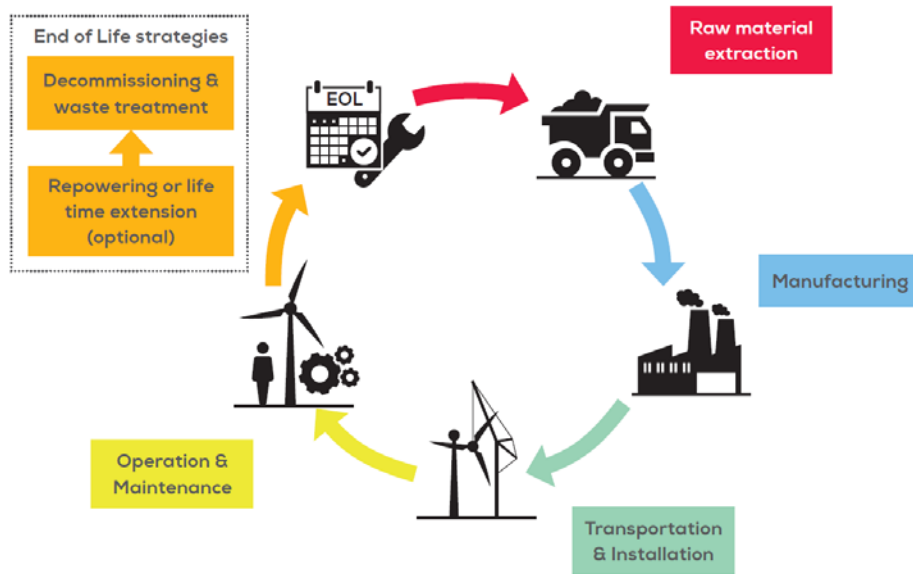 End of Life strategies
Decommissioning &
waste treatment
Repowering or life
time extension
(optional)
EOL
Raw material
extraction
Manufacturing
Transportation
& Installation
Operation &
Maintenance